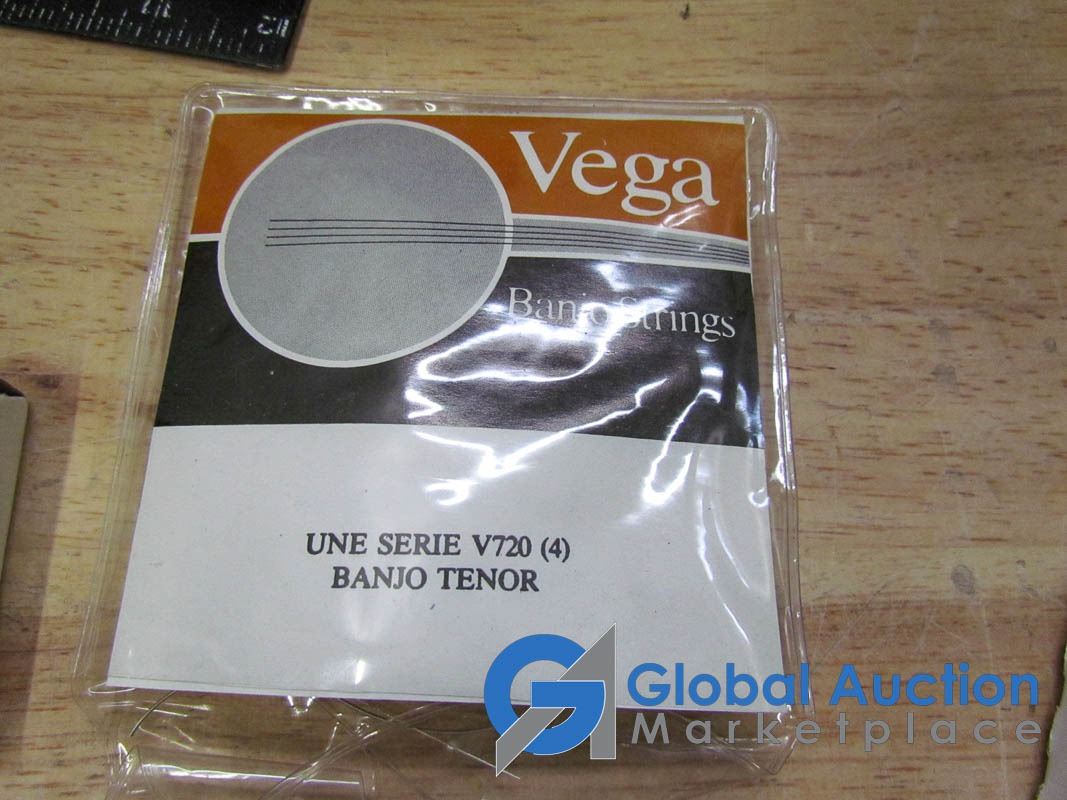 Vega
Banjo Strings
UNE SERIE V720 (4)
BANJO TENOR
Global Auction
Marketplace